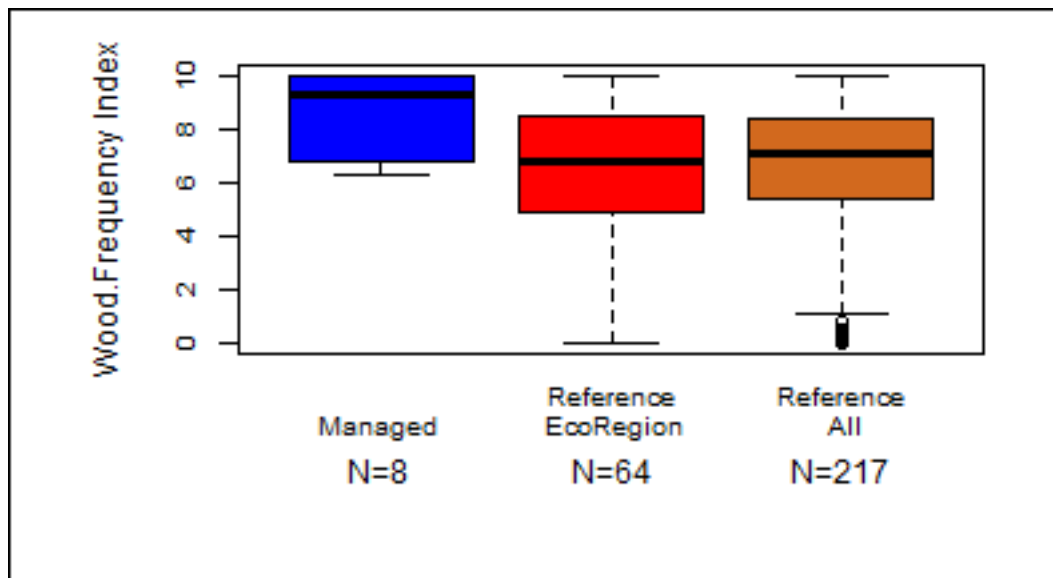 Wood.Frequency Index
10
8
6
4
2
0
Managed
Reference
EcoRegion
Reference
All
N=8
N=64
N=217